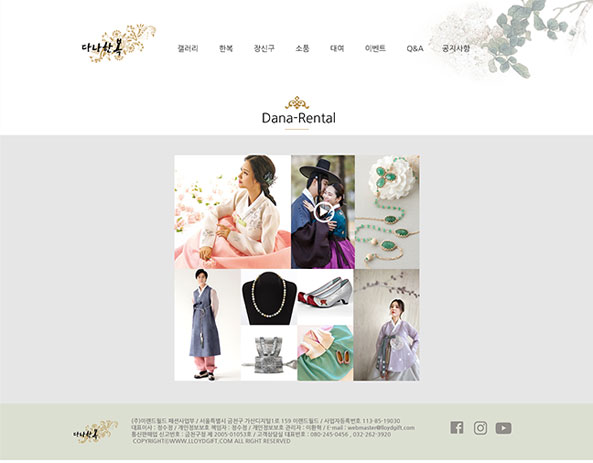 다나한복
갤러리 한복 장신구 소품 대여 이벤트 Q&A 공지사항
Dana-Rental
다나한복
(주)이랜드월드 패션사업부 / 서울특별시 금천구 가산디지털1로 159 이랜드월드 / 사업자등록번호 113-85-19030
대표이사 : 정수정 / 개인정보보호 책임자 : 정수정 / 개인정보보호 관리자 : 이환혁 / E-mail : webmaster@lloydgift.com
통신판매업 신고번호 : 금천구청 제 2005-01053호 / 고객상담실 대표번호 : 080-245-0456 , 032-262-3920
COPYRIGHT©WWW.LLOYDGIFT.COM ALL RIGHT RESERVED